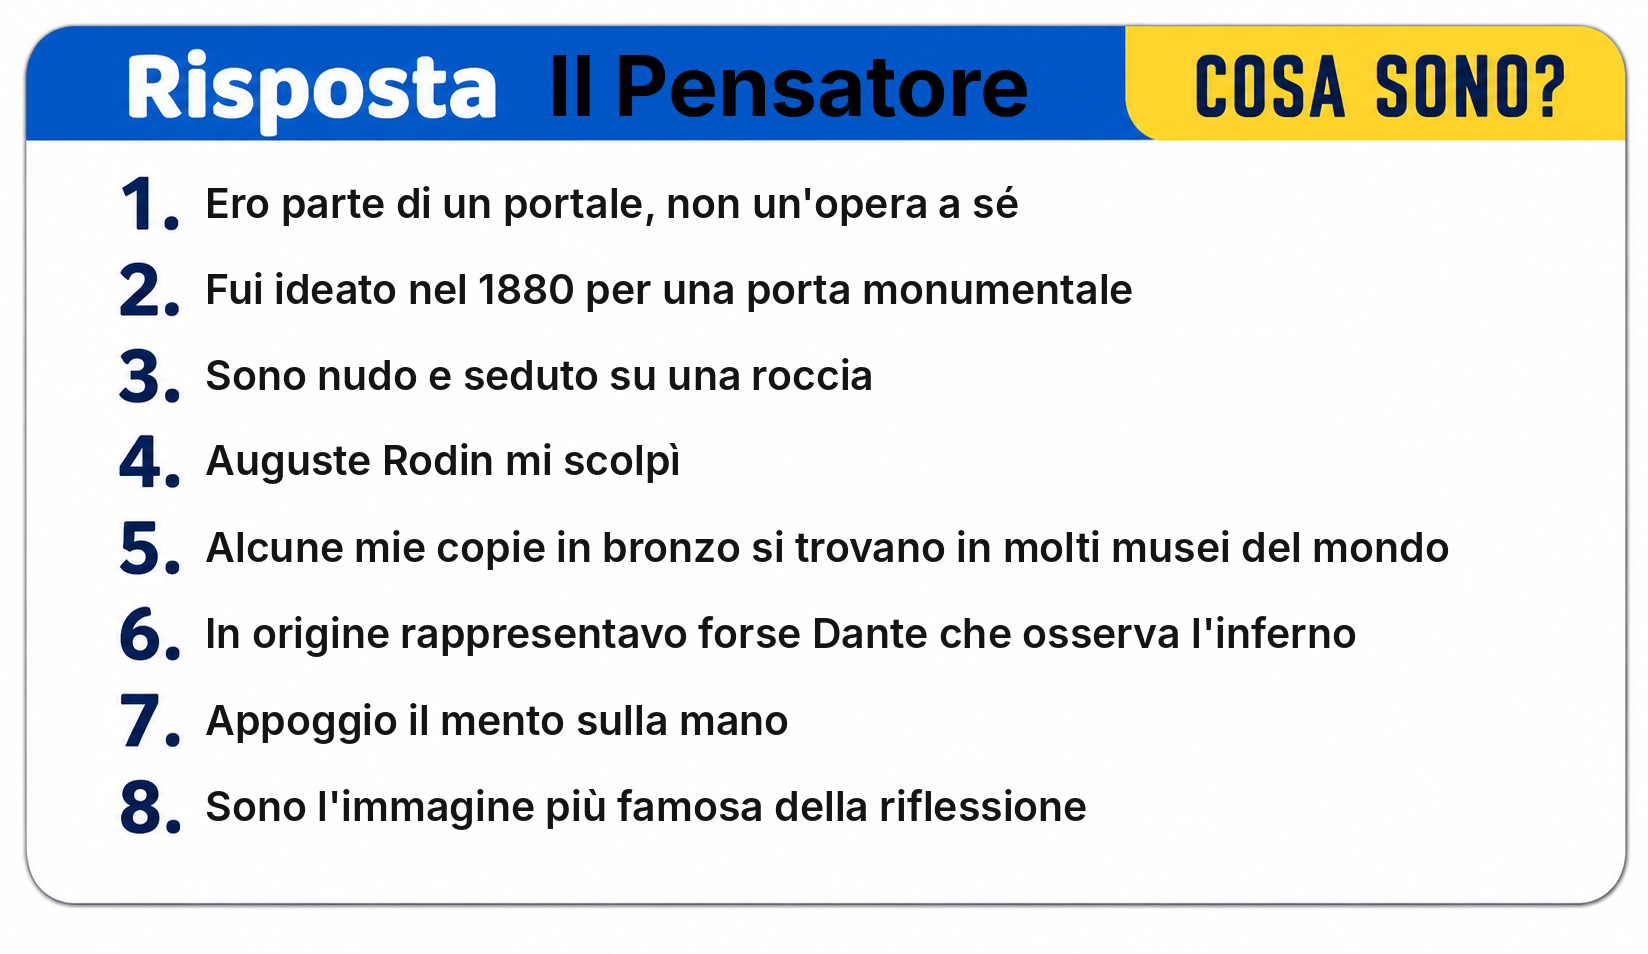 Risposta Il Pensatore COSA SONO?
1. Ero parte di un portale, non un'opera a sé
2. Fui ideato nel 1880 per una porta monumentale
3. Sono nudo e seduto su una roccia
4. Auguste Rodin mi scolpì
5. Alcune mie copie in bronzo si trovano in molti musei del mondo
6. In origine rappresentavo forse Dante che osserva l'inferno
7. Appoggio il mento sulla mano
8. Sono l'immagine più famosa della riflessione